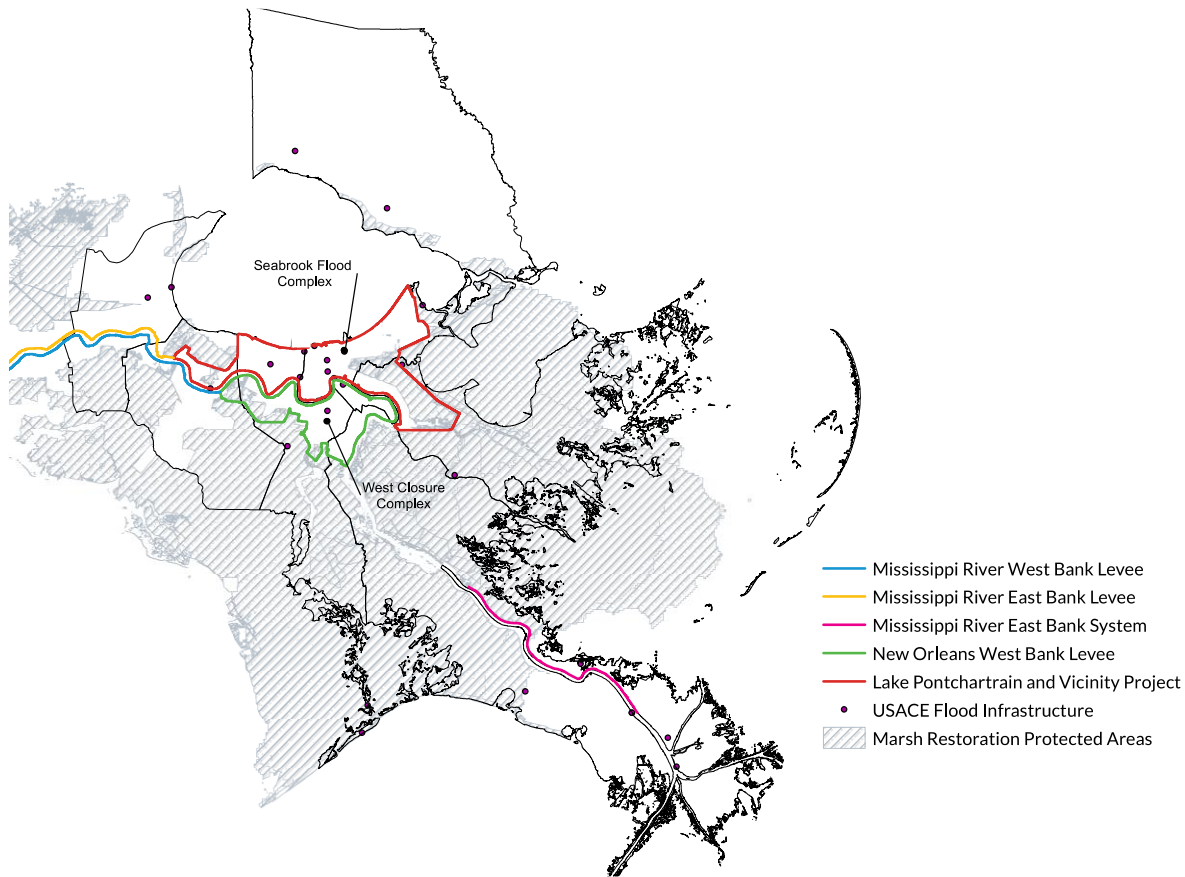 Seabrook Flood
Complex
West Closure
Complex
Mississippi River West Bank Levee
Mississippi River East Bank Levee
Mississippi River East Bank System
New Orleans West Bank Levee
Lake Pontchartrain and Vicinity Project
USACE Flood Infrastructure
Marsh Restoration Protected Areas